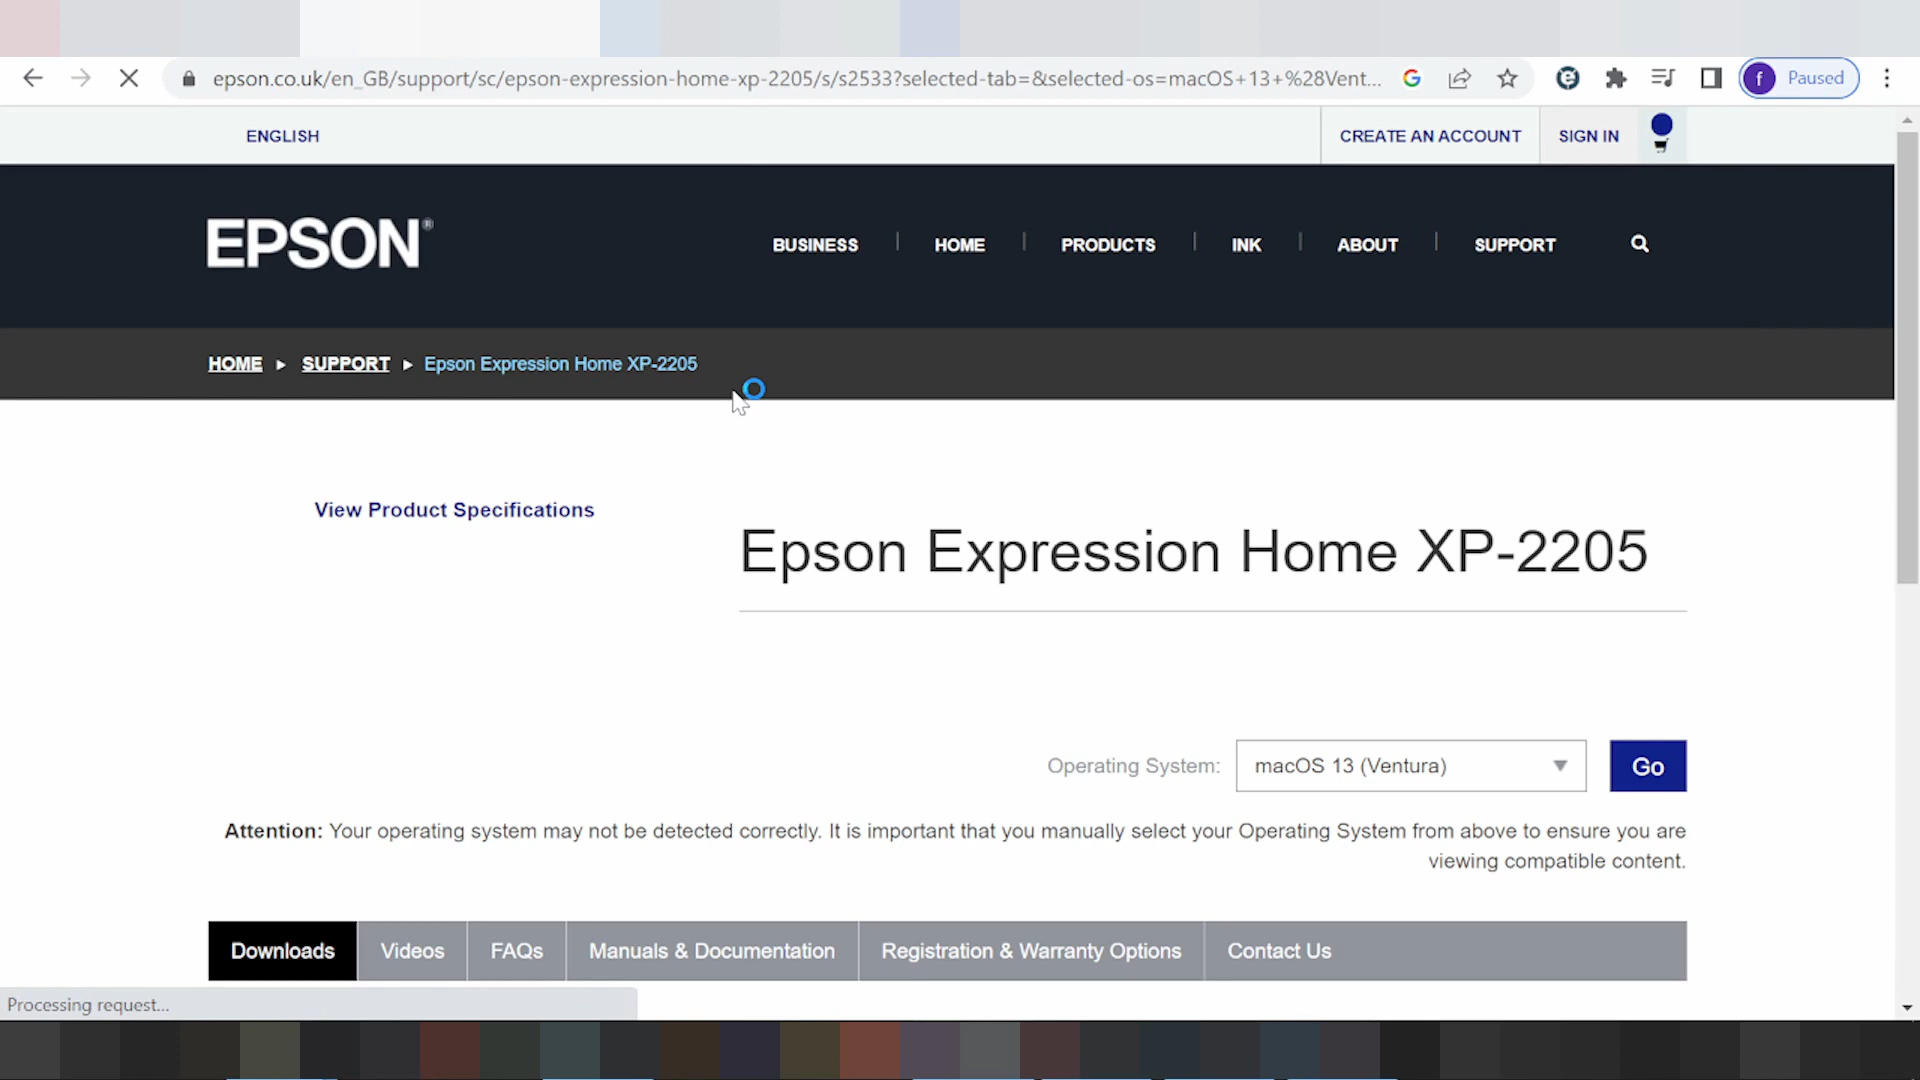 epson.co.uk/en_GB/support/sc/epson-expression-home-xp-2205/s/s2533?selected-tab=&selected-os=macOS+13+%28Vent...
f Paused
ENGLISH
CREATE AN ACCOUNT
SIGN IN
EPSON®
BUSINESS
HOME
PRODUCTS
INK
ABOUT
SUPPORT
HOME ▸ SUPPORT ▸ Epson Expression Home XP-2205
View Product Specifications
Epson Expression Home XP-2205
Operating System: macOS 13 (Ventura) Go
Attention: Your operating system may not be detected correctly. It is important that you manually select your Operating System from above to ensure you are
viewing compatible content.
Downloads
Videos
FAQs
Manuals & Documentation
Registration & Warranty Options
Contact Us
Processing request...